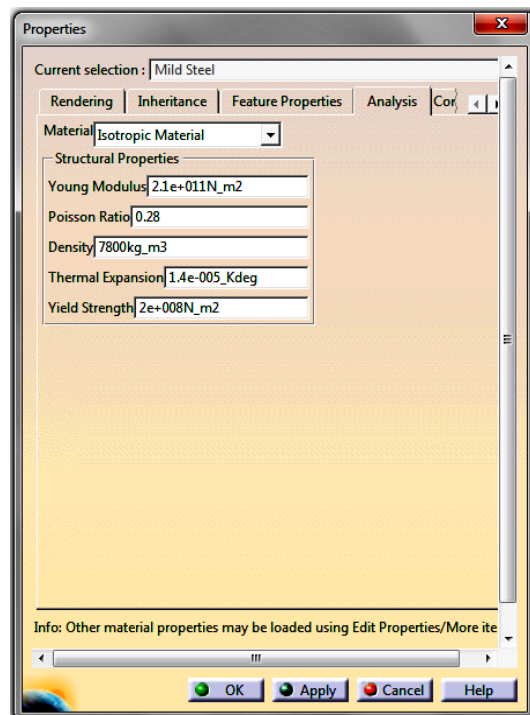 Properties
Current selection : Mild Steel
Rendering Inheritance Feature Properties Analysis
Material Isotropic Material
Structural Properties
Young Modulus 2.1e+011N_m2
Poisson Ratio 0.28
Density 7800kg_m3
Thermal Expansion 1.4e-005_Kdeg
Yield Strength 2e+008N_m2
Info: Other material properties may be loaded using Edit Properties/More ite
OK Apply Cancel Help